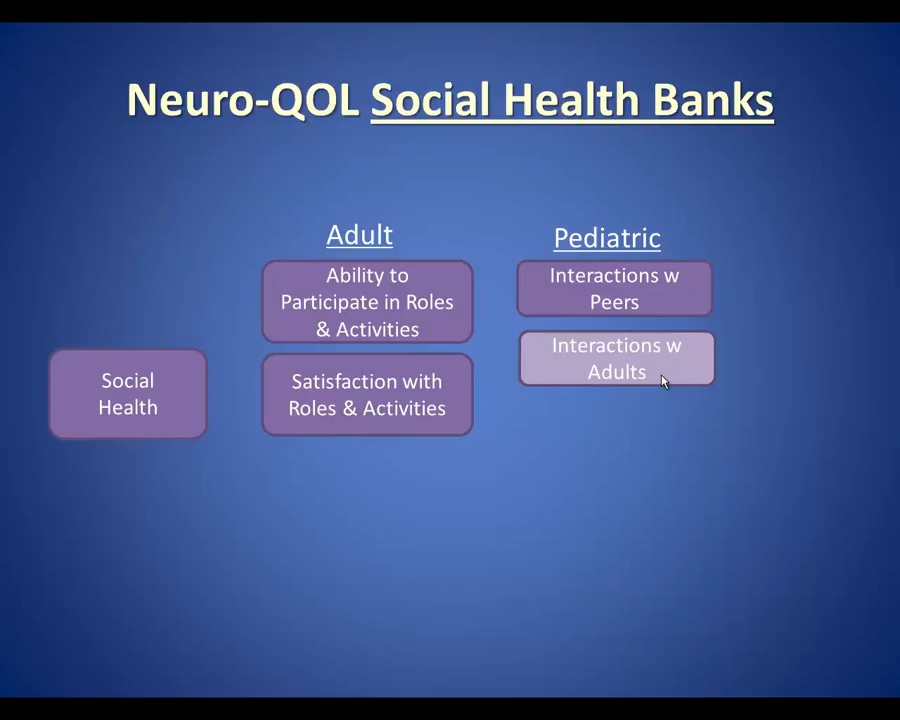 Neuro-QOL Social Health Banks
Adult
Pediatric
Ability to
Participate in Roles
& Activities
Interactions w
Peers
Interactions w
Adults
Social
Health
Satisfaction with
Roles & Activities